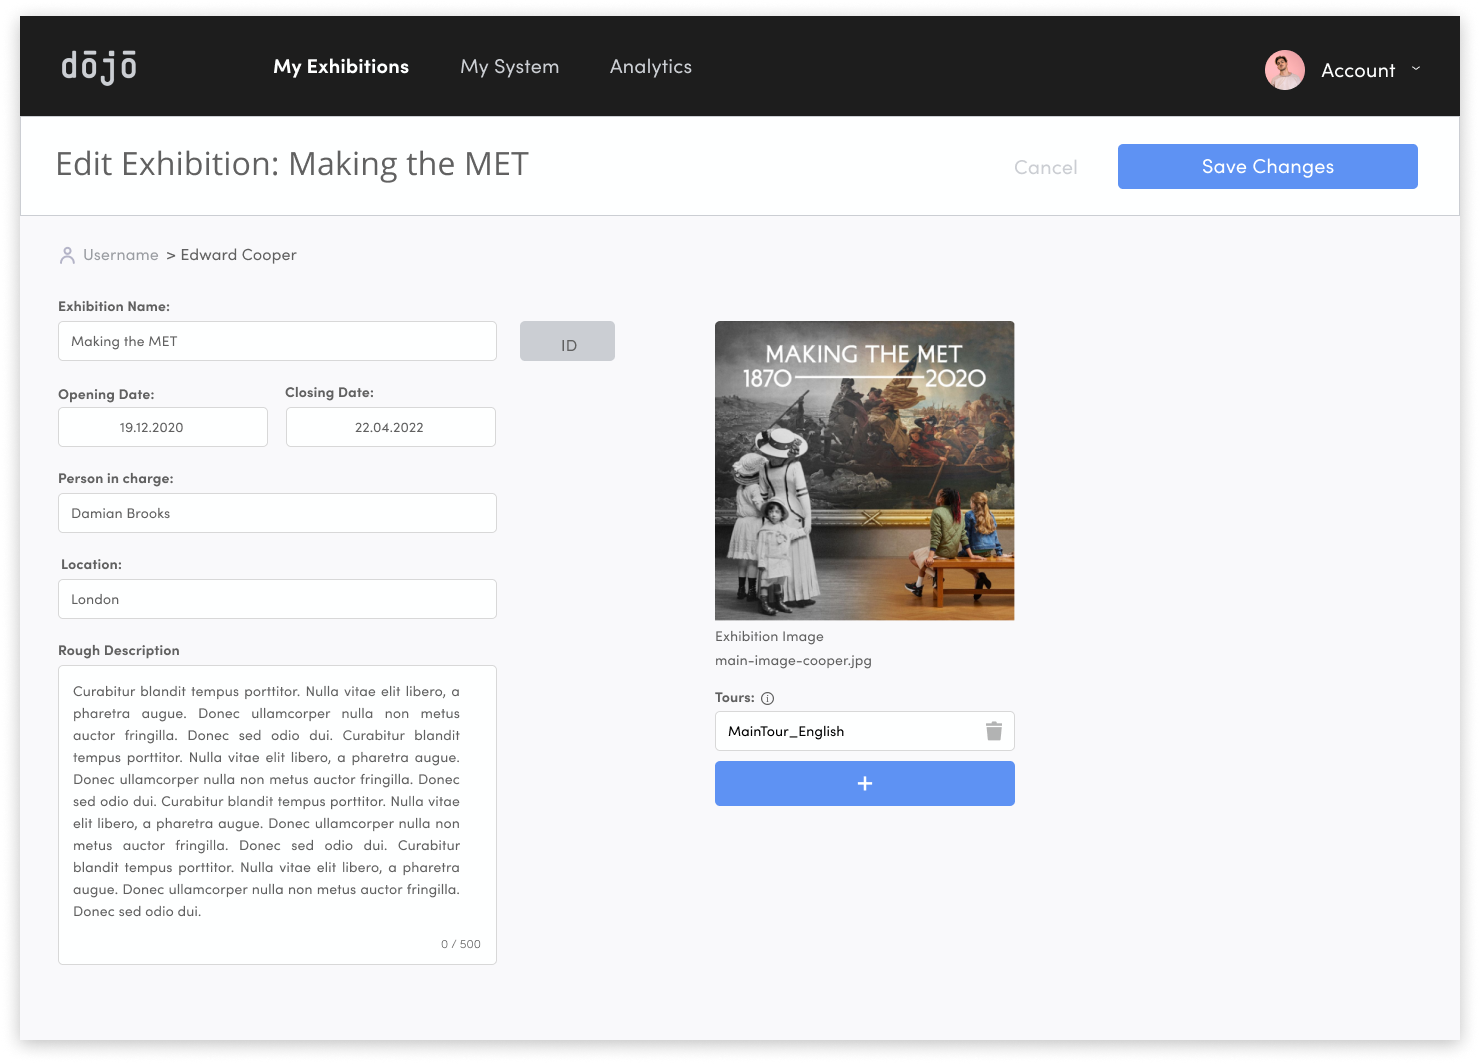 dōjō
My Exhibitions
My System
Analytics
Account
Edit Exhibition: Making the MET
Cancel
Save Changes
Username > Edward Cooper
Exhibition Name:
Making the MET
ID
Opening Date:
Closing Date:
19.12.2020
22.04.2022
Person in charge:
Damian Brooks
Location:
London
Rough Description
Curabitur blandit tempus porttitor. Nulla vitae elit libero, a
pharetra augue. Donec ullamcorper nulla non metus
auctor fringilla. Donec sed odio dui. Curabitur blandit
tempus porttitor. Nulla vitae elit libero, a pharetra augue.
Donec ullamcorper nulla non metus auctor fringilla. Donec
sed odio dui. Curabitur blandit tempus porttitor. Nulla vitae
elit libero, a pharetra augue. Donec ullamcorper nulla non
metus auctor fringilla. Donec sed odio dui. Curabitur
blandit tempus porttitor. Nulla vitae elit libero, a pharetra
augue. Donec ullamcorper nulla non metus auctor fringilla.
Donec sed odio dui.
0 / 500
MAKING THE MET
1870—2020
Exhibition Image
main-image-cooper.jpg
Tours:
MainTour_English
+